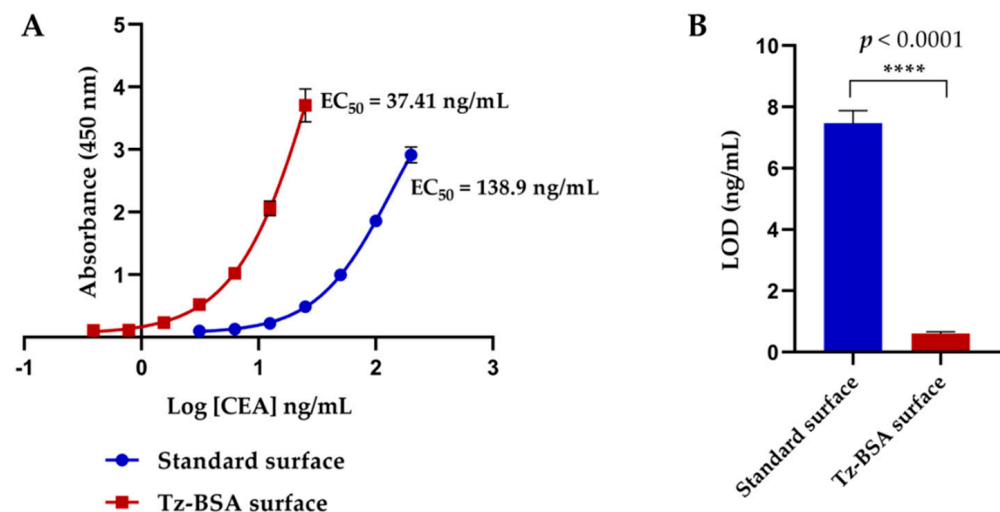 A
Absorbance (450 nm)
5
4
3
2
1
-1
0
1
2
3
Log [CEA] ng/mL
EC₅₀ = 37.41 ng/mL
EC₅₀ = 138.9 ng/mL
Standard surface
Tz-BSA surface
B
p < 0.0001
****
LOD (ng/mL)
10
8
6
4
2
0
Standard surface
Tz-BSA surface